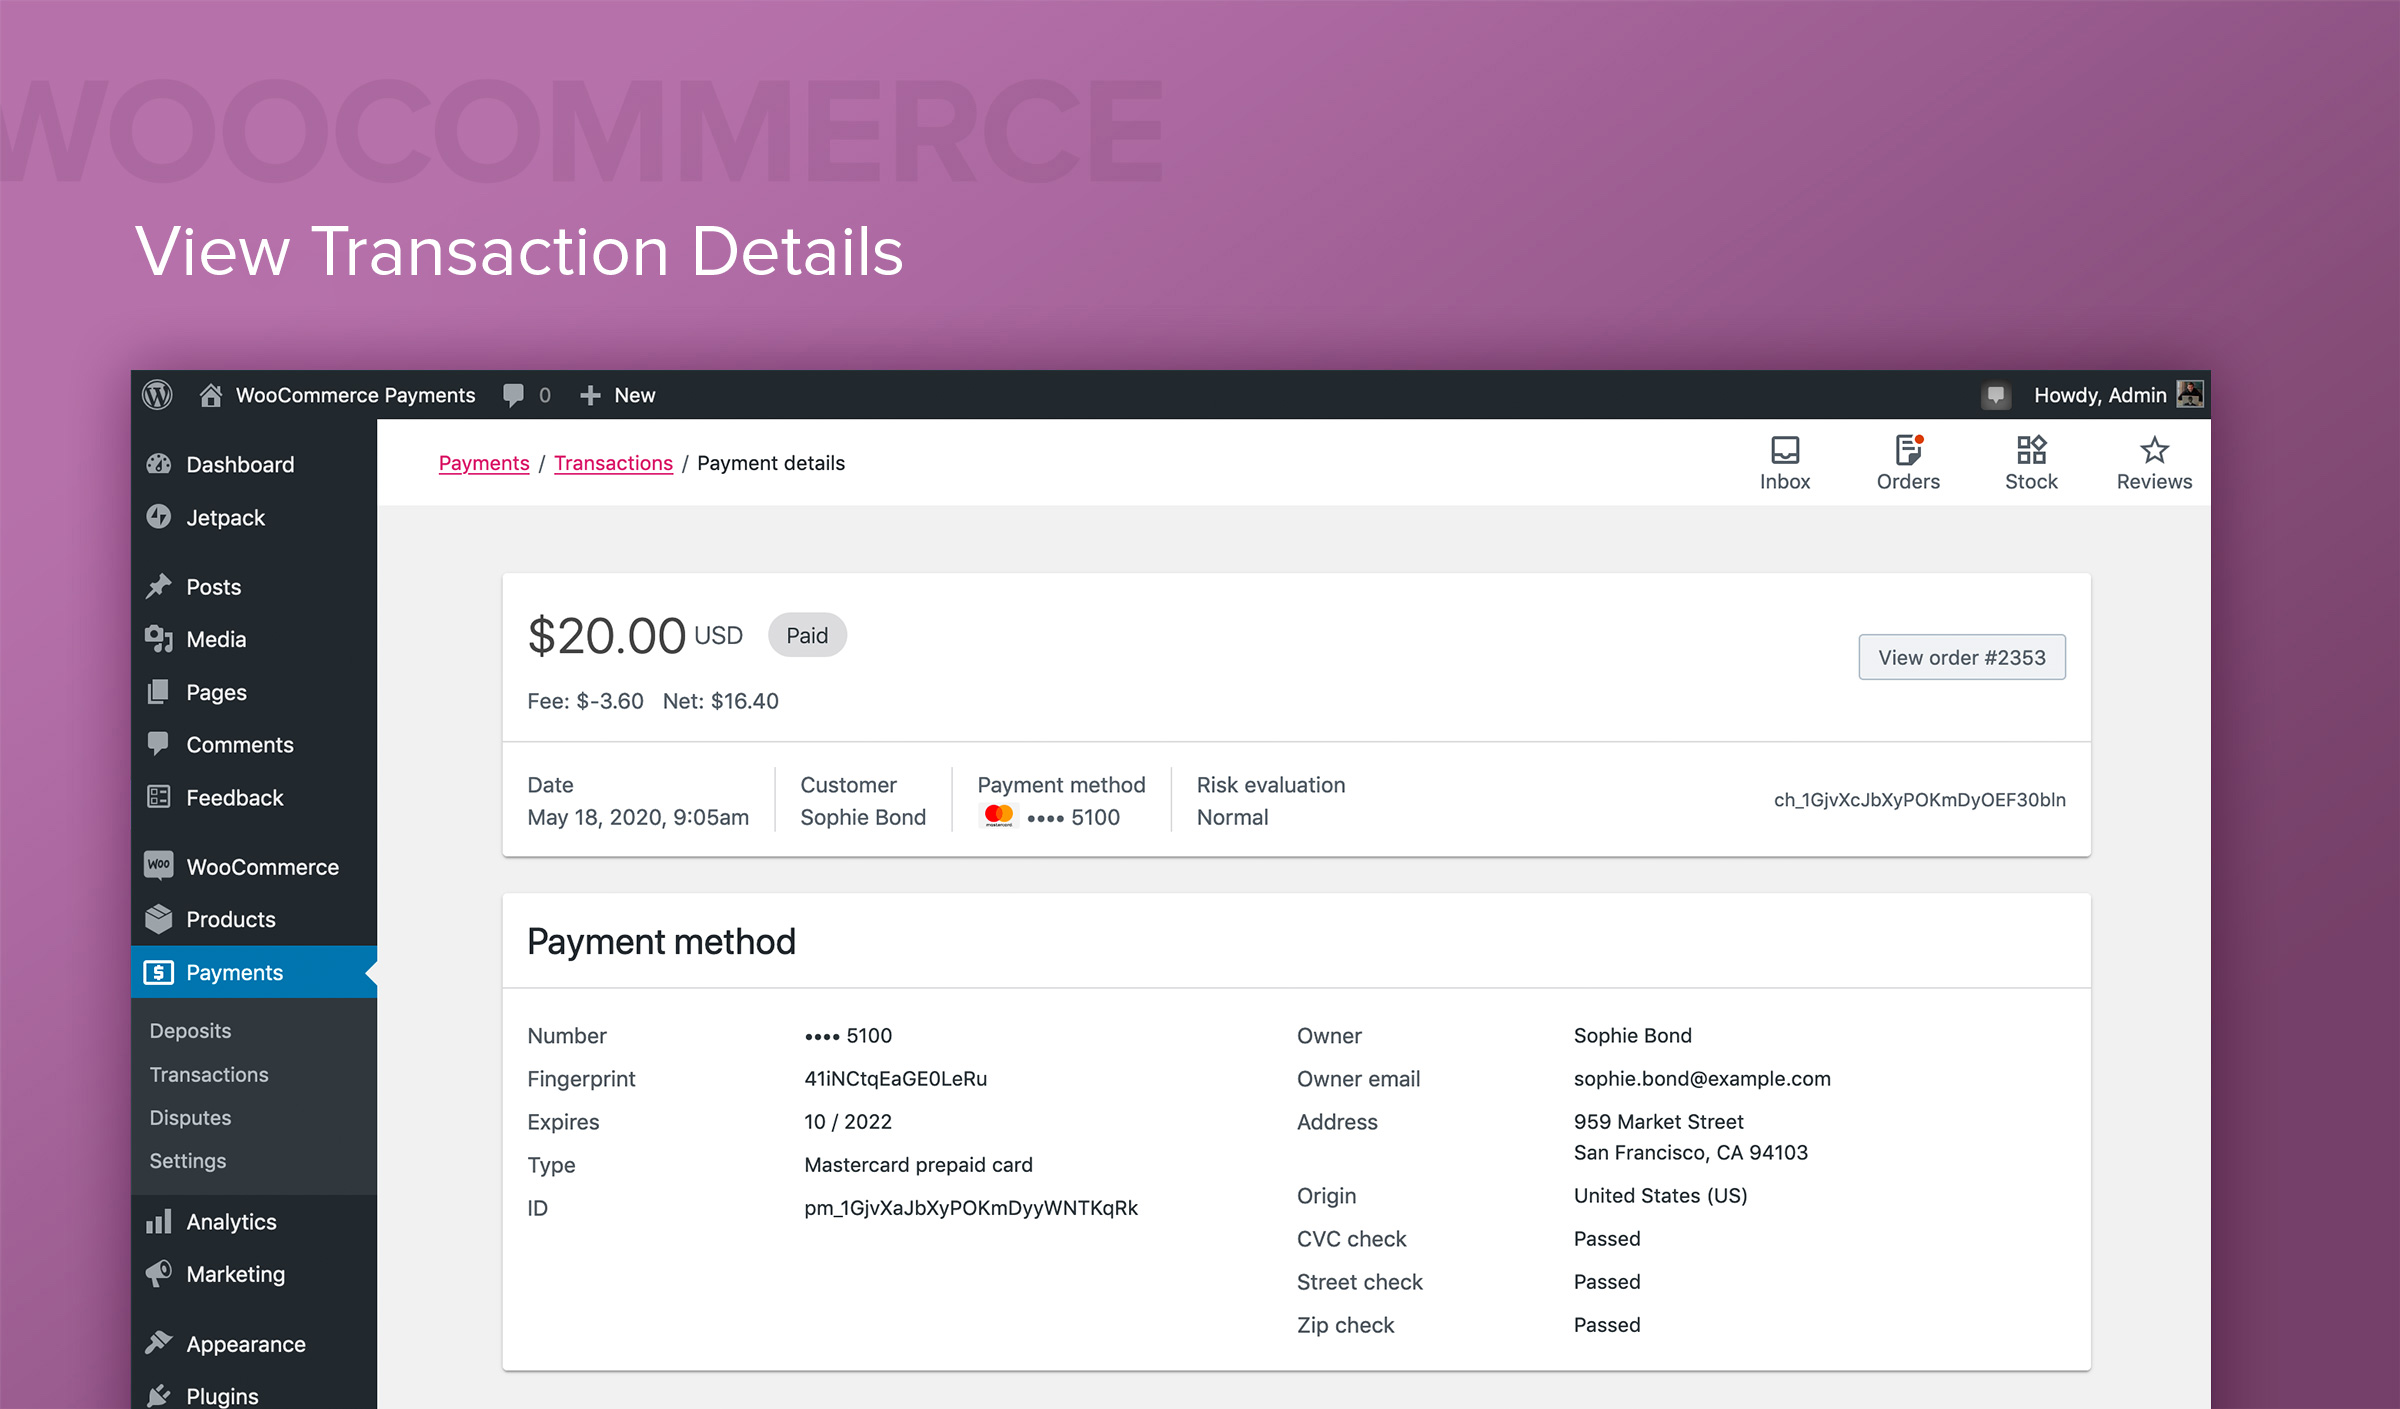 WOOCOMMERCE
View Transaction Details
WooCommerce Payments 0 New
Howdy, Admin
Dashboard
Jetpack
Posts
Media
Pages
Comments
Feedback
WooCommerce
Products
Payments
Deposits
Transactions
Disputes
Settings
Analytics
Marketing
Appearance
Plugins
Payments / Transactions / Payment details
Inbox
Orders
Stock
Reviews
$20.00 USD Paid
Fee: $-3.60 Net: $16.40
View order #2353
Date
May 18, 2020, 9:05am
Customer
Sophie Bond
Payment method
•••• 5100
Risk evaluation
Normal
ch_1GjvXcJbXyPOKmDyOEF30bln
Payment method
Number •••• 5100
Fingerprint 41iNCtqEaGE0LeRu
Expires 10 / 2022
Type Mastercard prepaid card
ID pm_1GjvXaJbXyPOKmDyyWNTKqRk
Owner Sophie Bond
Owner email sophie.bond@example.com
Address 959 Market Street
San Francisco, CA 94103
Origin United States (US)
CVC check Passed
Street check Passed
Zip check Passed